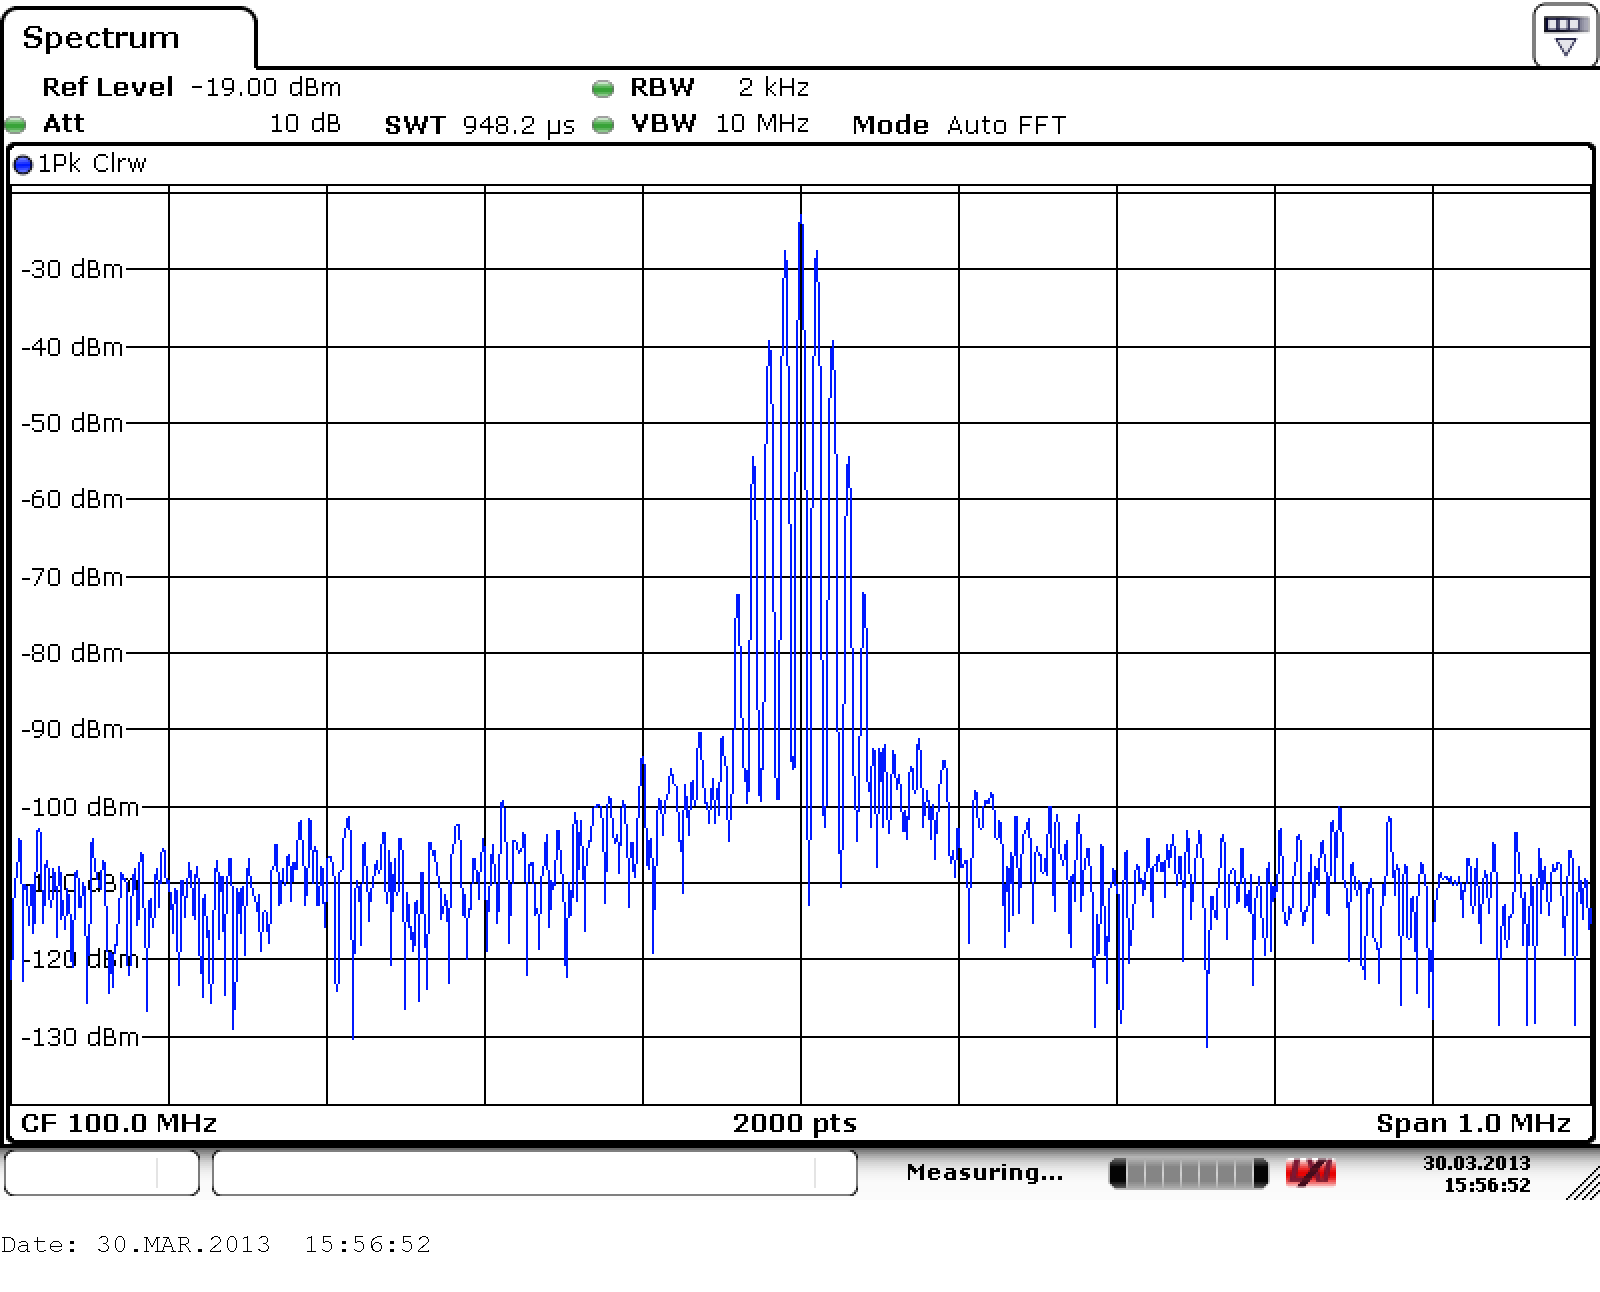 Spectrum
Ref Level -19.00 dBm RBW 2 kHz
Att 10 dB SWT 948.2 µs VBW 10 MHz Mode Auto FFT
1Pk Clrw
-30 dBm
-40 dBm
-50 dBm
-60 dBm
-70 dBm
-80 dBm
-90 dBm
-100 dBm
-110 dBm
-120 dBm
-130 dBm
CF 100.0 MHz 2000 pts Span 1.0 MHz
Measuring... LXI 30.03.2013
15:56:52
Date: 30.MAR.2013 15:56:52